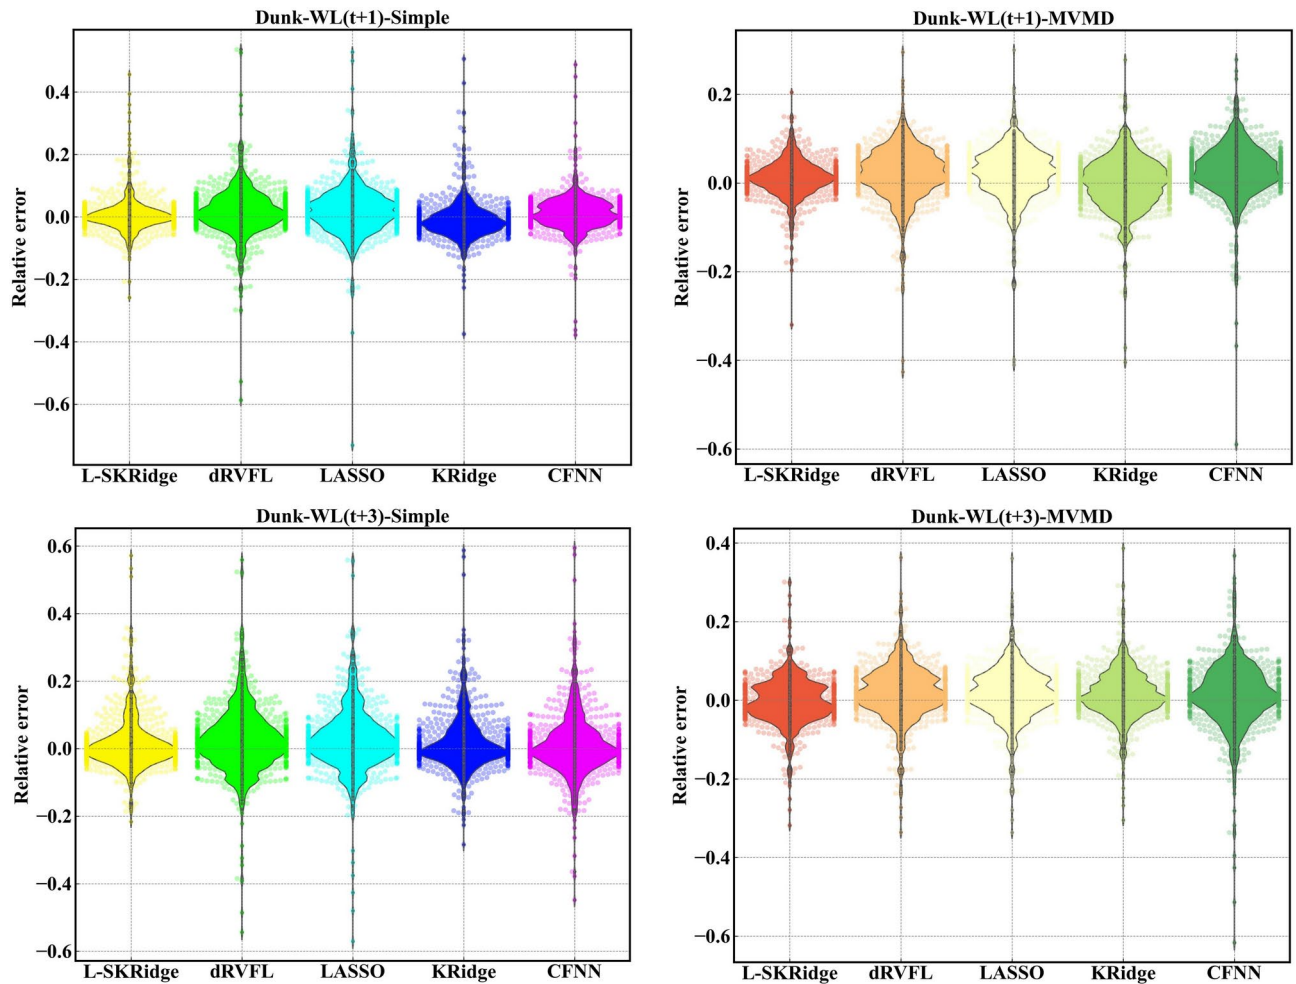 Dunk-WL(t+1)-Simple
Relative error
0.4
0.2
0.0
−0.2
−0.4
−0.6
L-SKRidge dRVFL LASSO KRidge CFNN
Dunk-WL(t+1)-MVMD
Relative error
0.2
0.0
−0.2
−0.4
−0.6
L-SKRidge dRVFL LASSO KRidge CFNN
Dunk-WL(t+3)-Simple
Relative error
0.6
0.4
0.2
0.0
−0.2
−0.4
−0.6
L-SKRidge dRVFL LASSO KRidge CFNN
Dunk-WL(t+3)-MVMD
Relative error
0.4
0.2
0.0
−0.2
−0.4
−0.6
L-SKRidge dRVFL LASSO KRidge CFNN